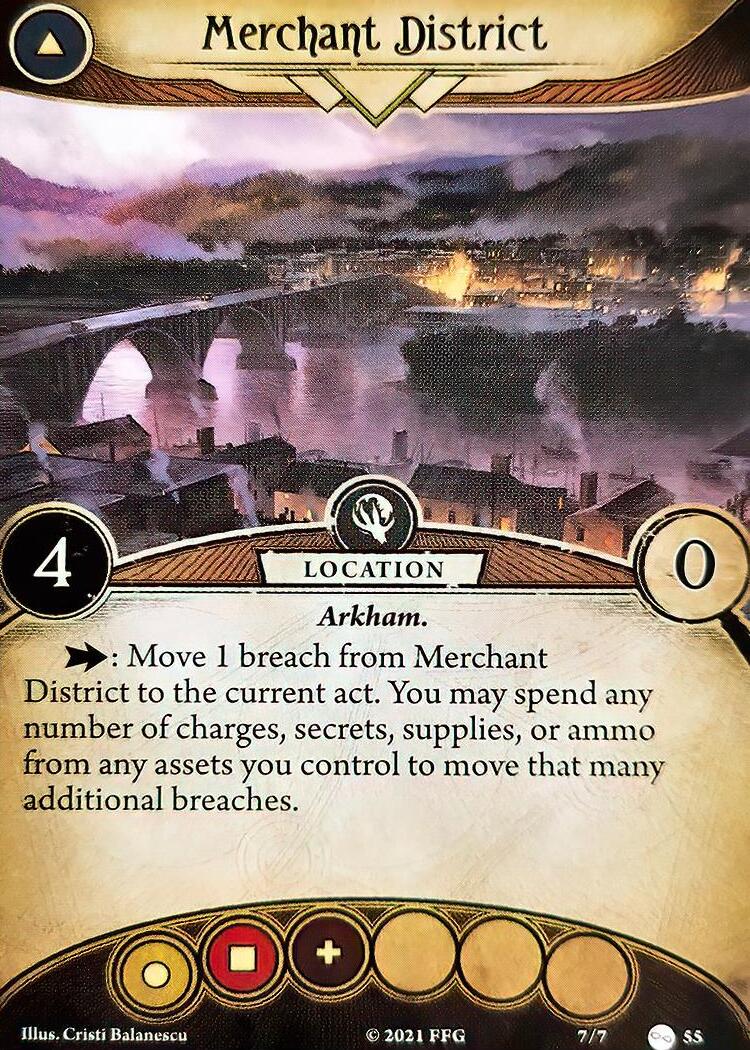 Merchant District
4
LOCATION
0
Arkham.
: Move 1 breach from Merchant
District to the current act. You may spend any
number of charges, secrets, supplies, or ammo
from any assets you control to move that many
additional breaches.
Illus. Cristi Balanescu © 2021 FFG 7/7 55